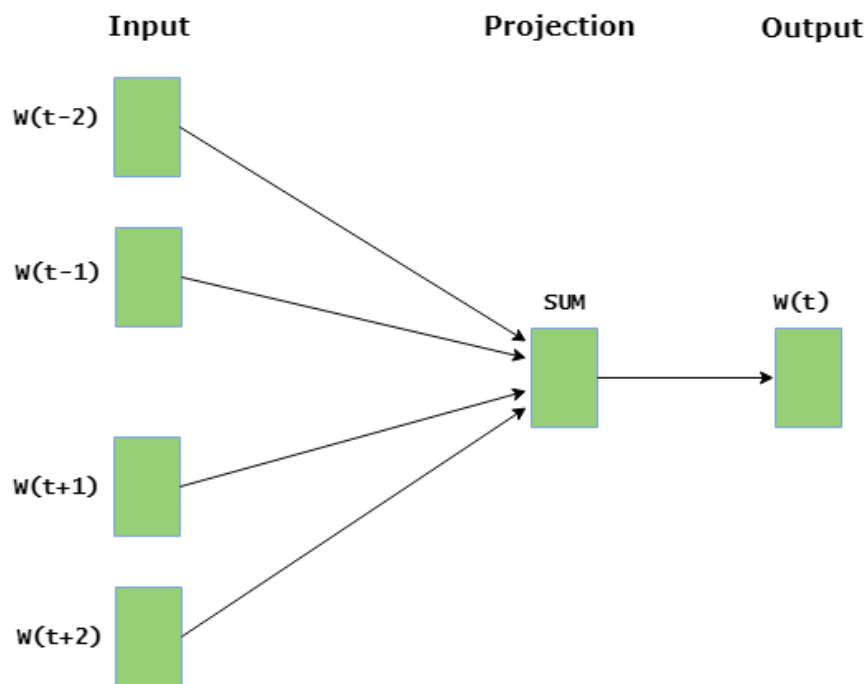 Input
Projection
Output
W(t-2)
W(t-1)
SUM
W(t)
W(t+1)
W(t+2)